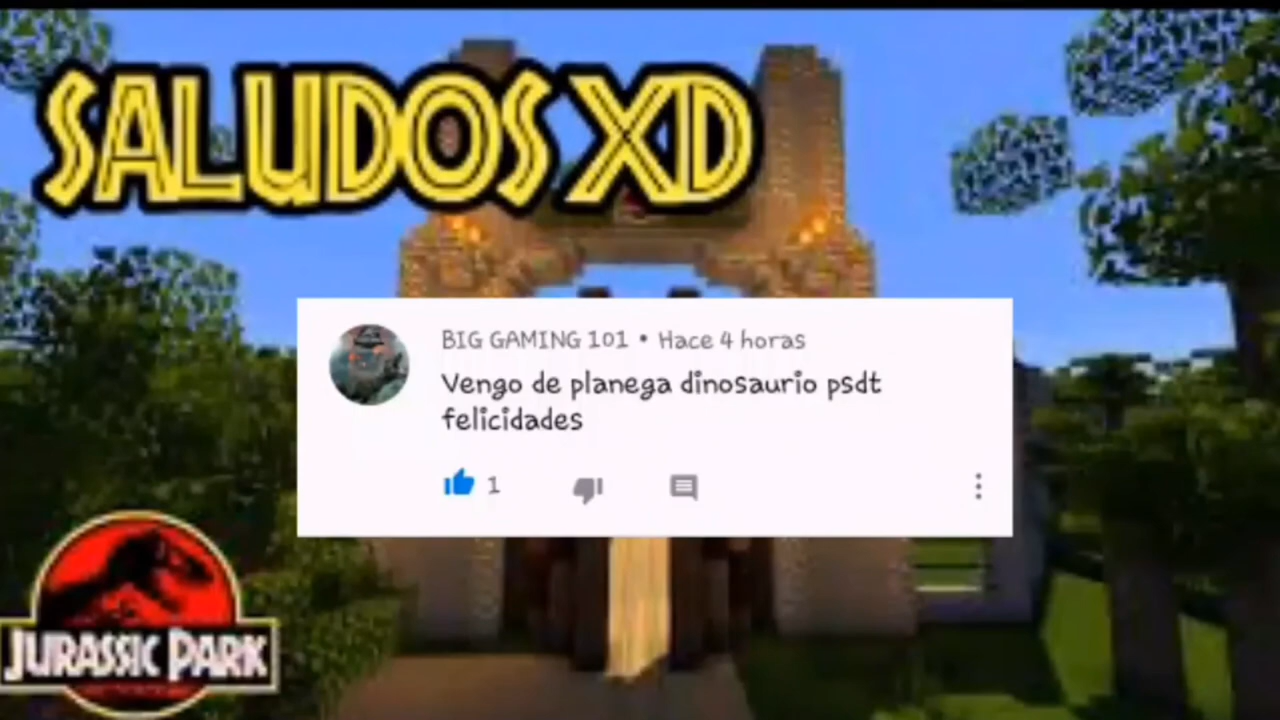 SALUDOS XD
BIG GAMING 101 • Hace 4 horas
Vengo de planega dinosaurio psdt
felicidades
1
JURASSIC PARK